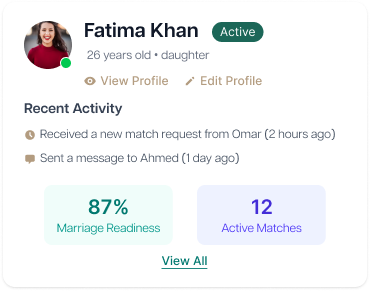 Fatima Khan Active
26 years old • daughter
View Profile Edit Profile
Recent Activity
Received a new match request from Omar (2 hours ago)
Sent a message to Ahmed (1 day ago)
87% 12
Marriage Readiness Active Matches
View All